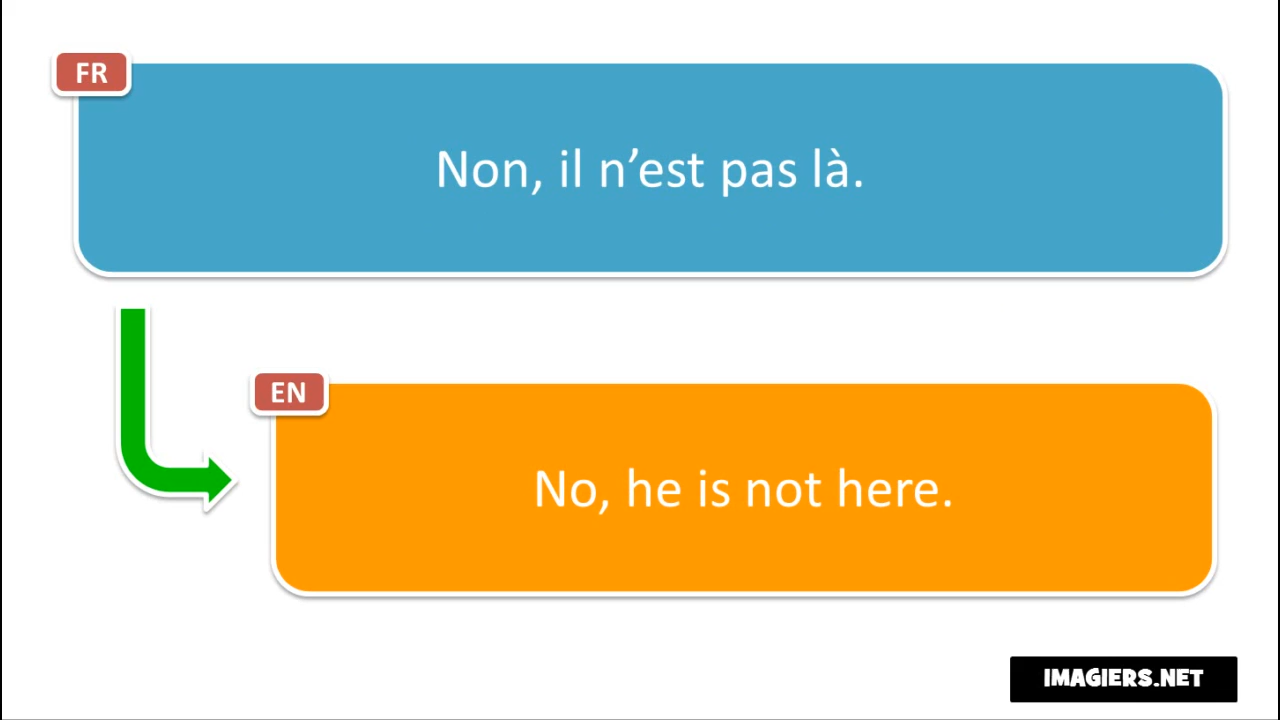 FR
Non, il n’est pas là.
EN
No, he is not here.
IMAGIERS.NET